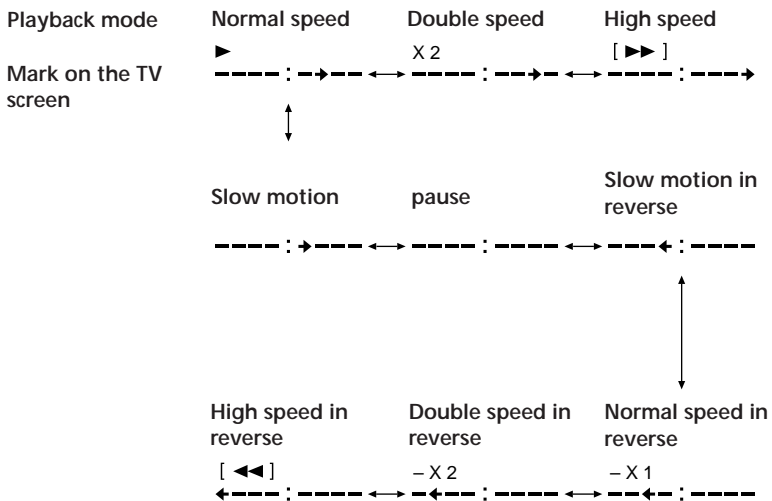 Playback mode
Normal speed
Double speed
High speed
►
X 2
[ ►► ]
Mark on the TV
screen
Slow motion
pause
Slow motion in
reverse
High speed in
reverse
Double speed in
reverse
Normal speed in
reverse
[ ◄◄ ]
– X 2
– X 1